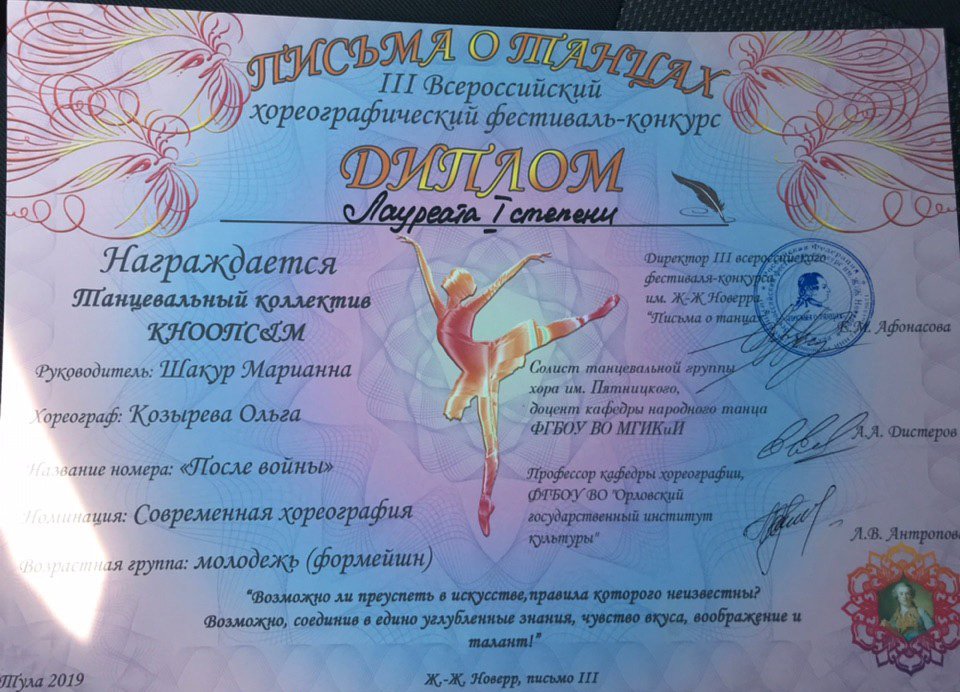 ПИСЬМА О ТАНЦАХ
III Всероссийский
хореографический фестиваль-конкурс
ДИПЛОМ
Лауреата I степени
Награждается
Танцевальный коллектив
КНООПС&М
Руководитель: Шакур Марианна
Хореограф: Козырева Ольга
Название номера: «После войны»
Номинация: Современная хореография
Возрастная группа: молодежь (формейшн)
Директор III всероссийского
фестиваля-конкурса
им. Ж.-Ж Новерра
"Письма о танцах"
Е.М. Афонасова
Солист танцевальной группы
хора им. Пятницкого,
доцент кафедры народного танца
ФГБОУ ВО МГИКиИ
А.А. Дистеров
Профессор кафедры хореографии,
ФГБОУ ВО "Орловский
государственный институт
культуры"
Л.В. Антропова
"Возможно ли преуспеть в искусстве,правила которого неизвестны?
Возможно, соединив в едино углубленные знания, чувство вкуса, воображение и
талант!"
Ж.-Ж. Новерр, письмо III
Тула 2019